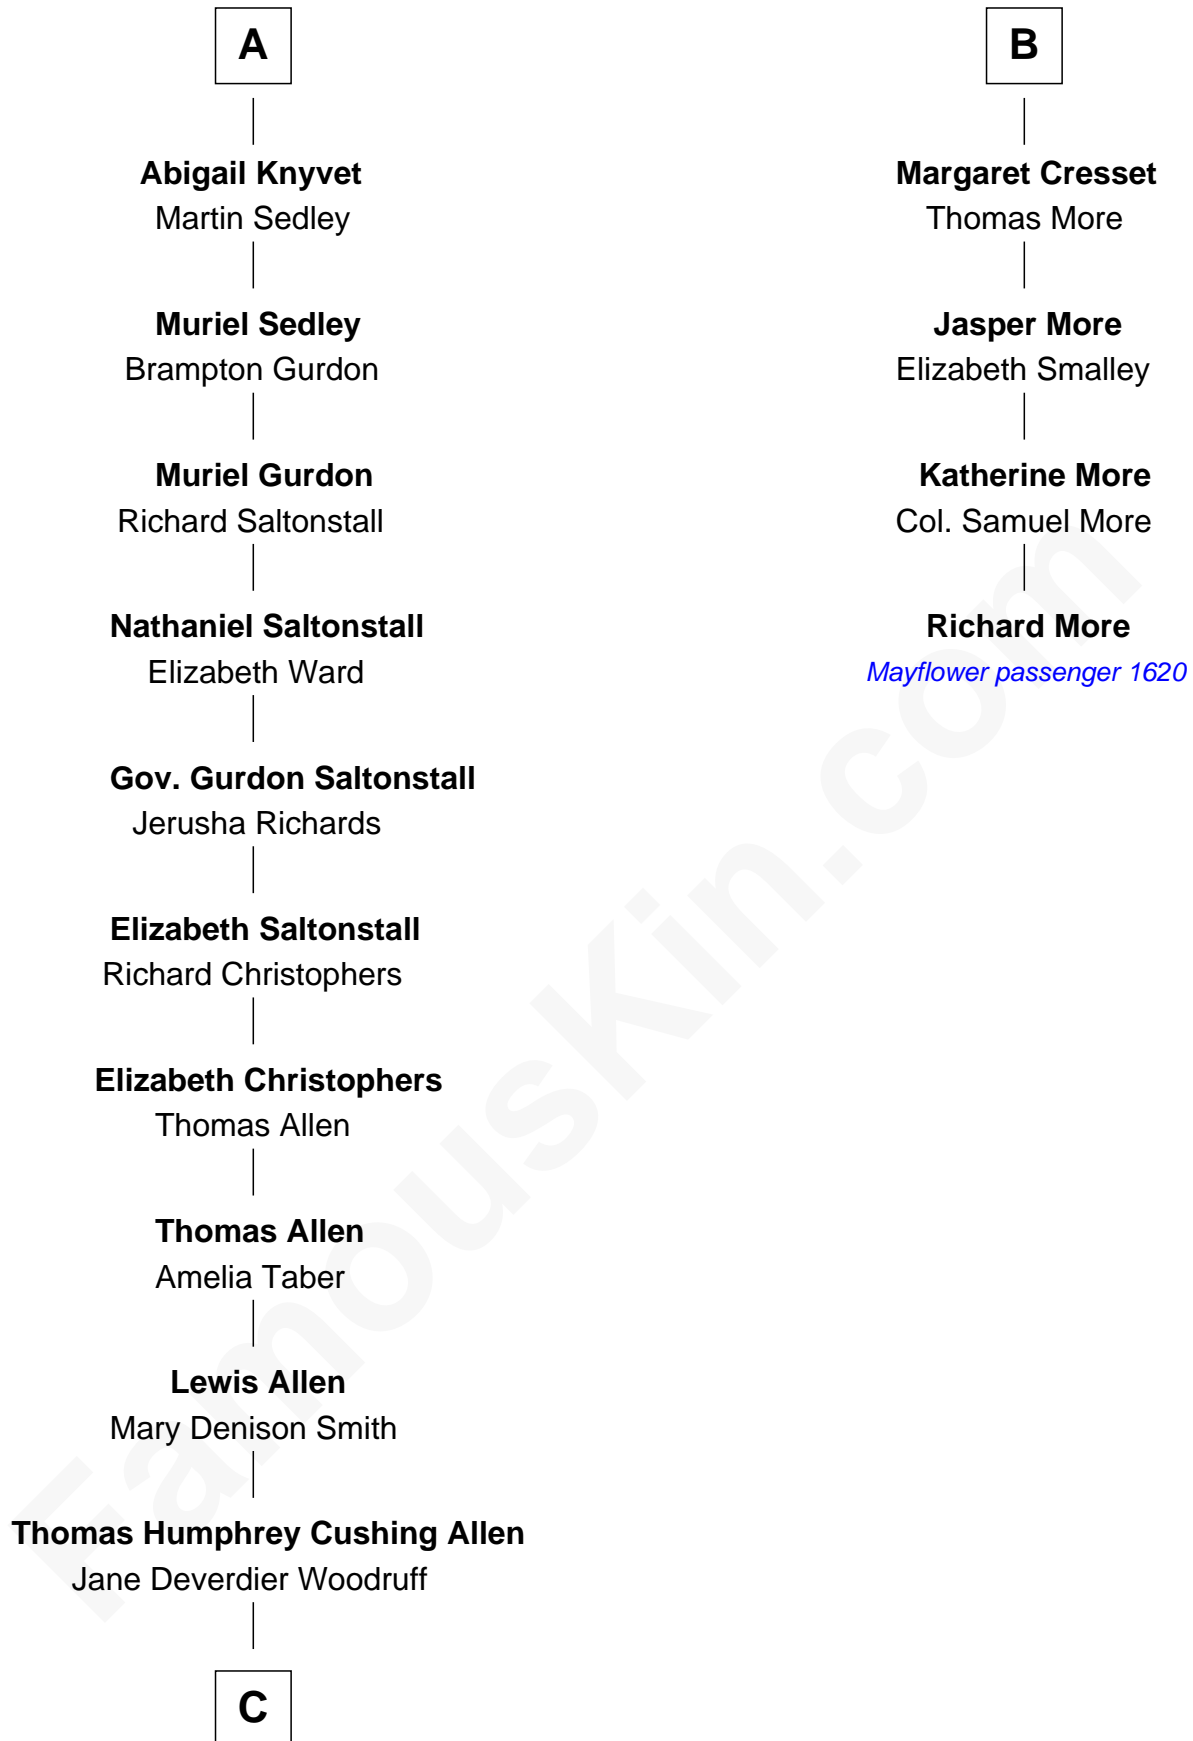 A
Abigail Knyvet
Martin Sedley
Muriel Sedley
Brampton Gurdon
Muriel Gurdon
Richard Saltonstall
Nathaniel Saltonstall
Elizabeth Ward
Gov. Gurdon Saltonstall
Jerusha Richards
Elizabeth Saltonstall
Richard Christophers
Elizabeth Christophers
Thomas Allen
Thomas Allen
Amelia Taber
Lewis Allen
Mary Denison Smith
Thomas Humphrey Cushing Allen
Jane Deverdier Woodruff
C
B
Margaret Cresset
Thomas More
Jasper More
Elizabeth Smalley
Katherine More
Col. Samuel More
Richard More
Mayflower passenger 1620
FamousKin.com